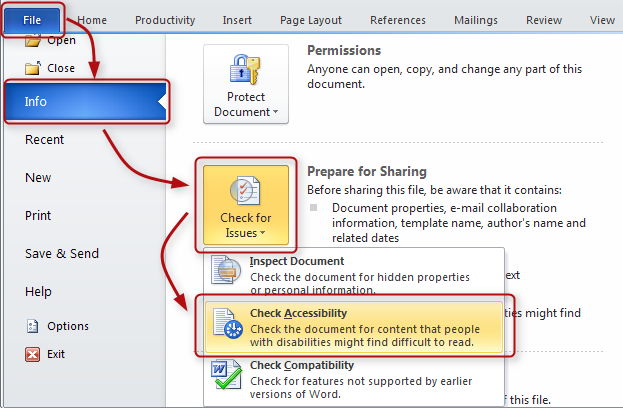 File Home Productivity Insert Page Layout References Mailings Review View
Open
Close
Info
Recent
New
Print
Save & Send
Help
Options
Exit
Protect
Document
Permissions
Anyone can open, copy, and change any part of this
document.
Check for
Issues
Prepare for Sharing
Before sharing this file, be aware that it contains:
Document properties, e-mail collaboration
information, template name, author's name and
related dates
Inspect Document
Check the document for hidden properties
or personal information.
ext
Check Accessibility
Check the document for content that people
with disabilities might find difficult to read.
ies might find
Check Compatibility
Check for features not supported by earlier
versions of Word.
of this file.